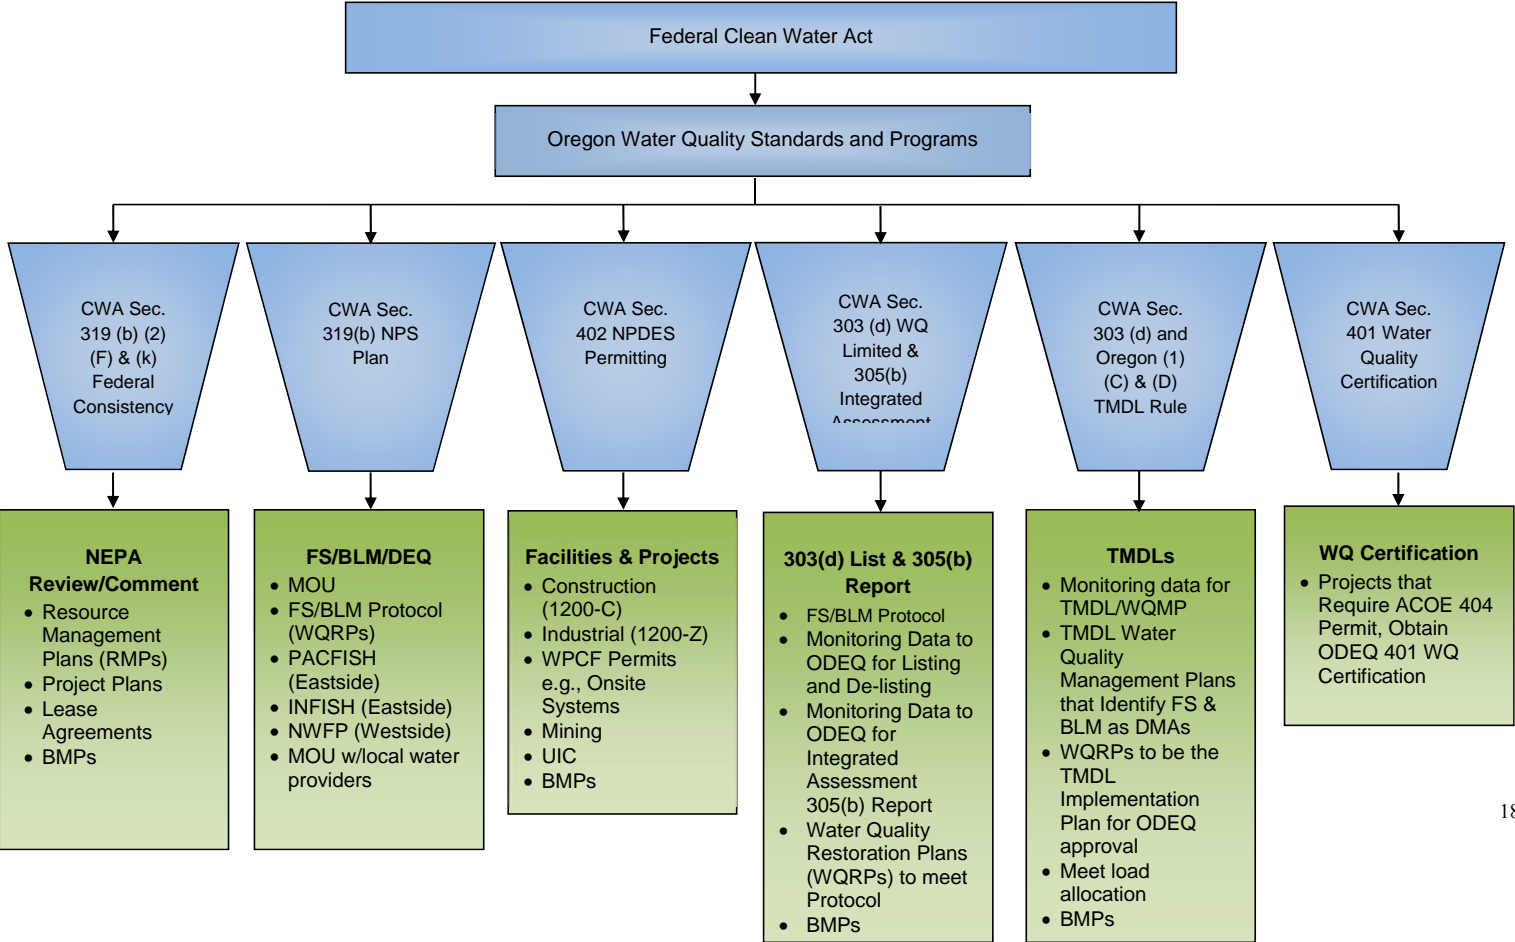 Federal Clean Water Act
Oregon Water Quality Standards and Programs
CWA Sec.
319 (b) (2)
(F) & (k)
Federal
Consistency
CWA Sec.
319(b) NPS
Plan
CWA Sec.
402 NPDES
Permitting
CWA Sec.
303 (d) WQ
Limited &
305(b)
Integrated
Assessment
CWA Sec.
303 (d) and
Oregon (1)
(C) & (D)
TMDL Rule
CWA Sec.
401 Water
Quality
Certification
NEPA
Review/Comment
• Resource
Management
Plans (RMPs)
• Project Plans
• Lease
Agreements
• BMPs
FS/BLM/DEQ
• MOU
• FS/BLM Protocol
(WQRPs)
• PACFISH
(Eastside)
• INFISH (Eastside)
• NWFP (Westside)
• MOU w/local water
providers
Facilities & Projects
• Construction
(1200-C)
• Industrial (1200-Z)
• WPCF Permits
e.g., Onsite
Systems
• Mining
• UIC
• BMPs
303(d) List & 305(b)
Report
• FS/BLM Protocol
• Monitoring Data to
ODEQ for Listing
and De-listing
• Monitoring Data to
ODEQ for
Integrated
Assessment
305(b) Report
• Water Quality
Restoration Plans
(WQRPs) to meet
Protocol
• BMPs
TMDLs
• Monitoring data for
TMDL/WQMP
• TMDL Water
Quality
Management Plans
that Identify FS &
BLM as DMAs
• WQRPs to be the
TMDL
Implementation
Plan for ODEQ
approval
• Meet load
allocation
• BMPs
WQ Certification
• Projects that
Require ACOE 404
Permit, Obtain
ODEQ 401 WQ
Certification
18